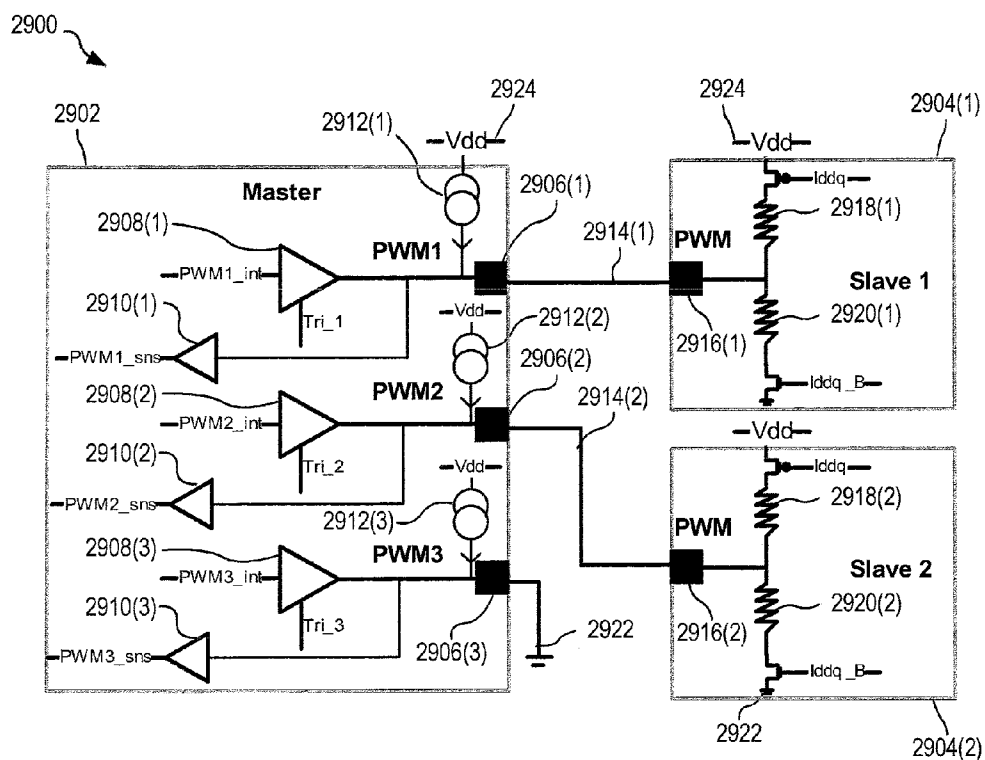 2900
2902
2912(1)
2924
Vdd
2924
Vdd
2904(1)
Master
2906(1)
Iddq
2908(1)
2918(1)
PWM1
2914(1)
PWM
PWM1_int
Slave 1
2910(1)
Tri_1
Vdd
2912(2)
2920(1)
2916(1)
PWM1_sns
2906(2)
2908(2)
PWM2
2914(2)
Iddq_B
PWM2_int
Vdd
2910(2)
Tri_2
Vdd
Iddq
PWM2_sns
2912(3)
2918(2)
2908(3)
PWM3
PWM
PWM3_int
Slave 2
2910(3)
Tri_3
2920(2)
2922
2916(2)
PWM3_sns
2906(3)
Iddq_B
2922
2904(2)